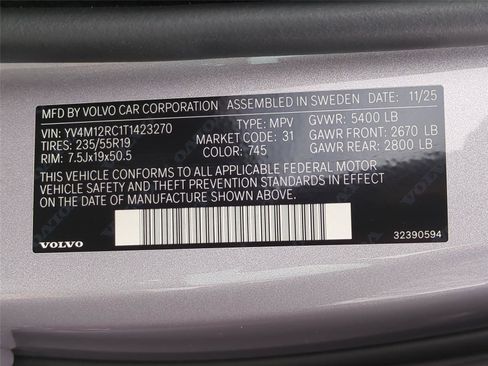 MFD BY VOLVO CAR CORPORATION ASSEMBLED IN SWEDEN 11/25
VIN: YV4M12RC1T1423270 TYPE: MPV GVWR: 5400 LB
TIRES: 235/55R19 MARKET CODE: 31 GAWR FRONT: 2670 LB
RIM: 7.5Jx19x50.5 COLOR: 745 GAWR REAR: 2800 LB
THIS VEHICLE CONFORMS TO ALL APPLICABLE FEDERAL MOTOR
VEHICLE SAFETY AND THEFT PREVENTION STANDARDS IN EFFECT
ON THE DATE OF MANUFACTURE SHOWN ABOVE.
VOLVO 32390594